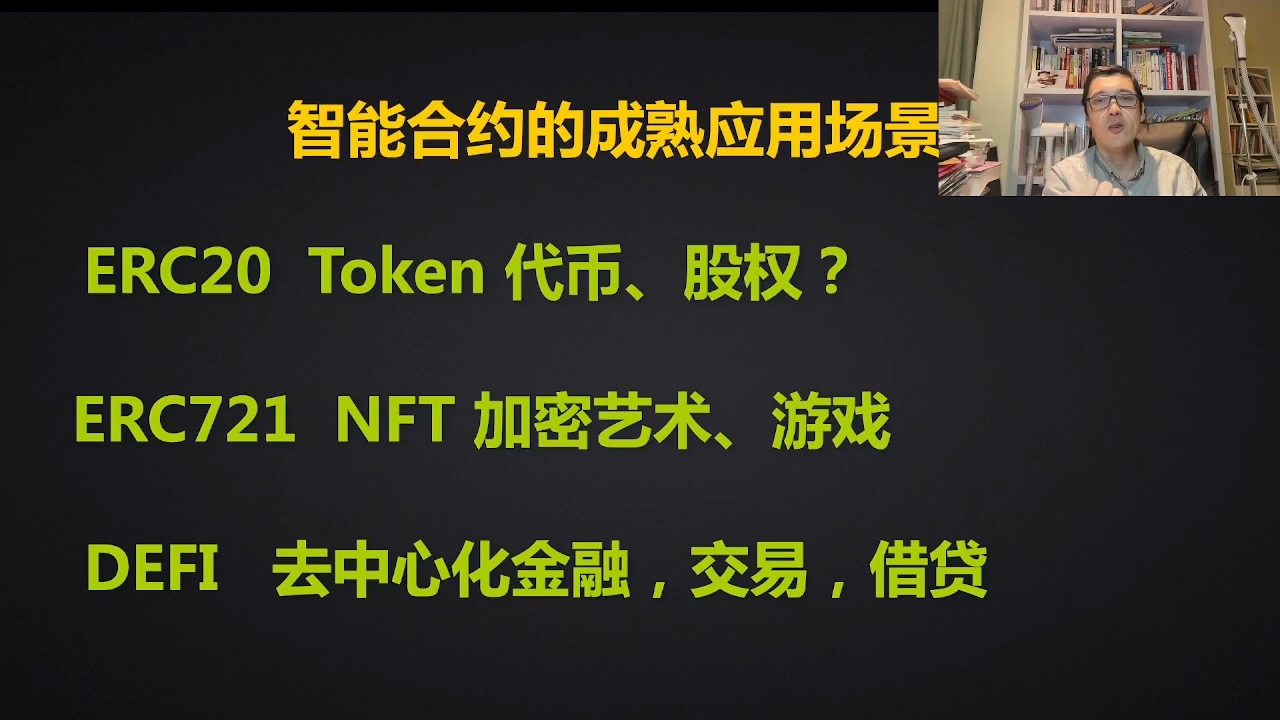 智能合约的成熟应用场景
ERC20 Token 代币、股权？
ERC721 NFT 加密艺术、游戏
DEFI 去中心化金融，交易，借贷